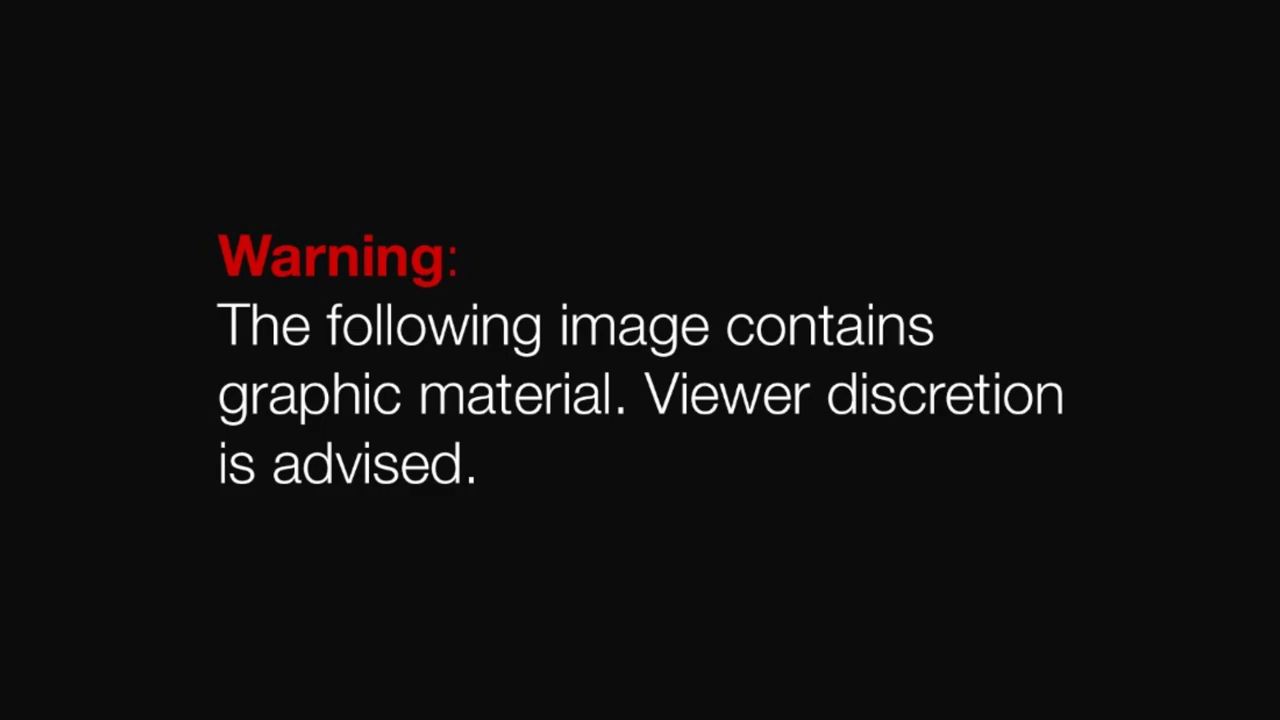 Warning:
The following image contains
graphic material. Viewer discretion
is advised.